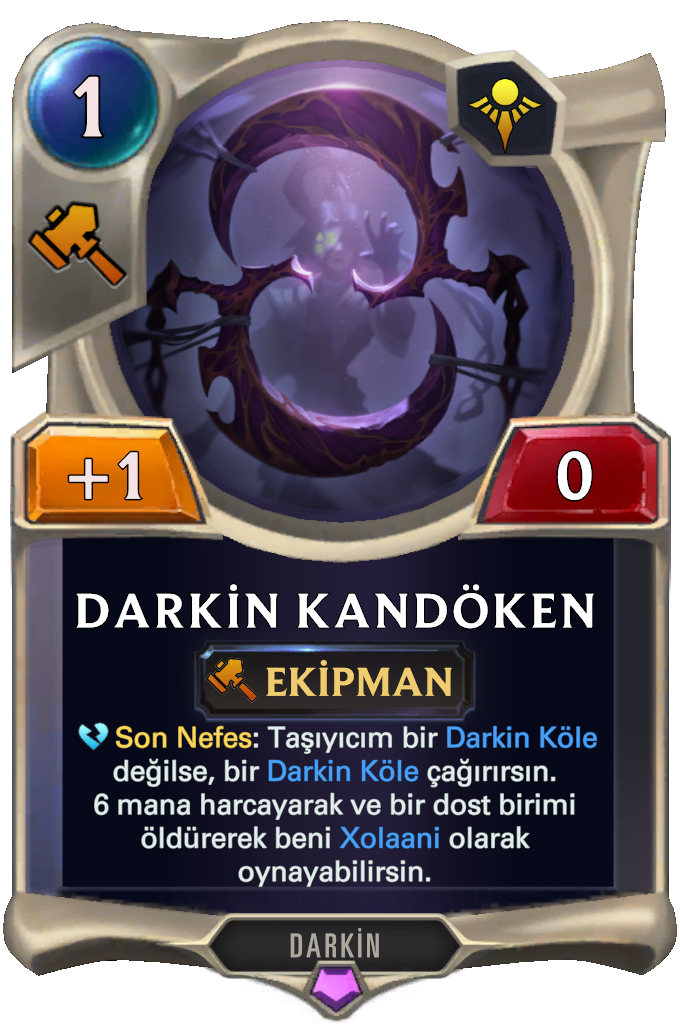 1
+1
0
DARKİN KANDÖKEN
EKİPMAN
Son Nefes: Taşıyıcım bir Darkin Köle
değilse, bir Darkin Köle çağırırsın.
6 mana harcayarak ve bir dost birimi
öldürerek beni Xolaani olarak
oynayabilirsin.
DARKİN